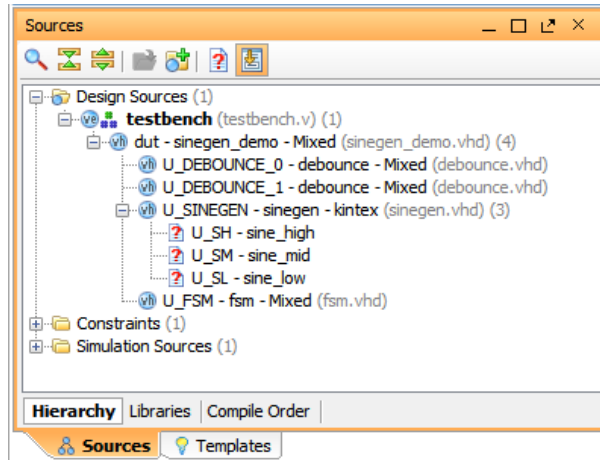 Sources
Design Sources (1)
testbench (testbench.v) (1)
dut - sinegen_demo - Mixed (sinegen_demo.vhd) (4)
U_DEBOUNCE_0 - debounce - Mixed (debounce.vhd)
U_DEBOUNCE_1 - debounce - Mixed (debounce.vhd)
U_SINEGEN - sinegen - kintex (sinegen.vhd) (3)
U_SH - sine_high
U_SM - sine_mid
U_SL - sine_low
U_FSM - fsm - Mixed (fsm.vhd)
Constraints (1)
Simulation Sources (1)
Hierarchy Libraries Compile Order
Sources Templates